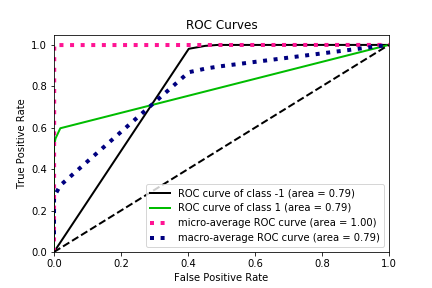 ROC Curves
True Positive Rate
1.0
0.8
0.6
0.4
0.2
0.0
ROC curve of class -1 (area = 0.79)
ROC curve of class 1 (area = 0.79)
micro-average ROC curve (area = 1.00)
macro-average ROC curve (area = 0.79)
0.0 0.2 0.4 0.6 0.8 1.0
False Positive Rate